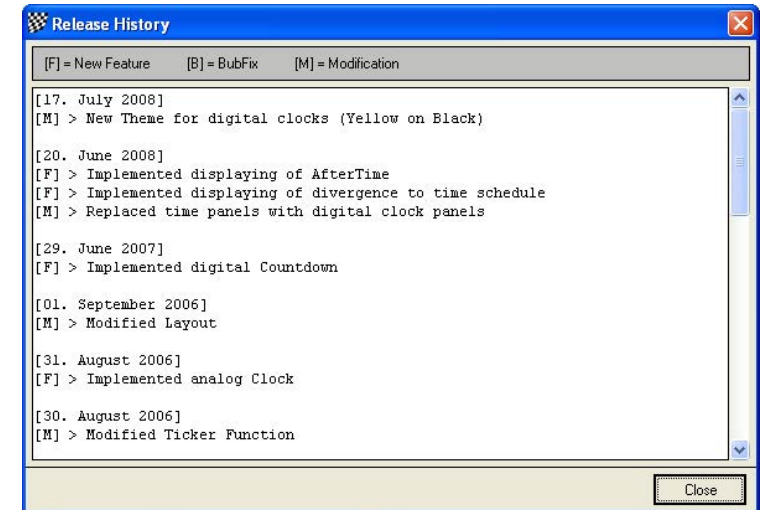 Release History
[F] = New Feature [B] = BubFix [M] = Modification
[17. July 2008]
[M] > New Theme for digital clocks (Yellow on Black)
[20. June 2008]
[F] > Implemented displaying of AfterTime
[F] > Implemented displaying of divergence to time schedule
[M] > Replaced time panels with digital clock panels
[29. June 2007]
[F] > Implemented digital Countdown
[01. September 2006]
[M] > Modified Layout
[31. August 2006]
[F] > Implemented analog Clock
[30. August 2006]
[M] > Modified Ticker Function
Close